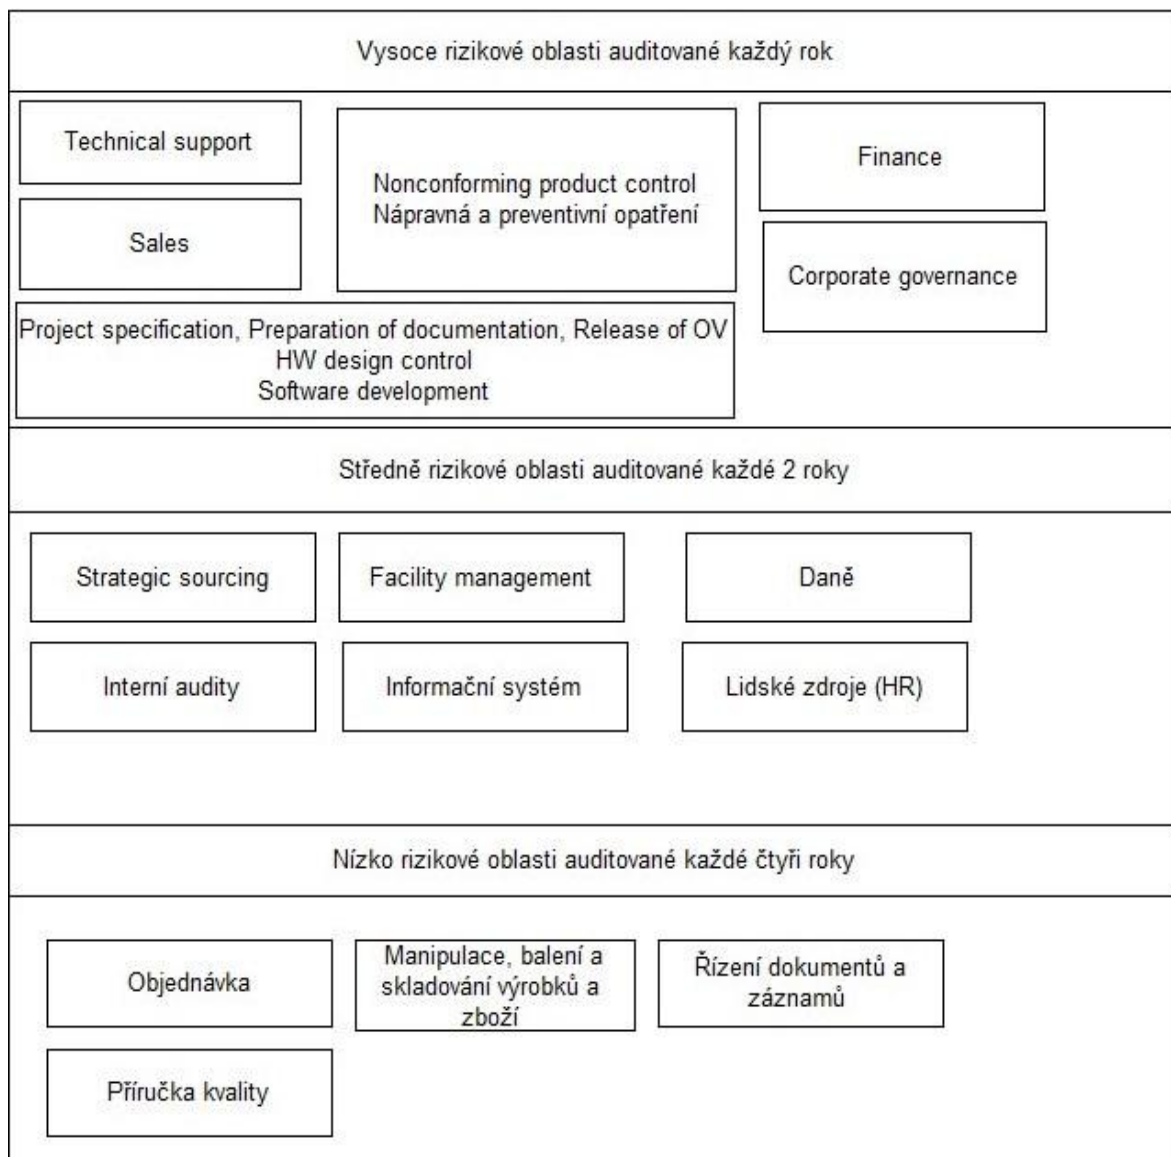 Vysoce rizikové oblasti auditované každý rok
Technical support
Sales
Nonconforming product control
Nápravná a preventivní opatření
Finance
Corporate governance
Project specification, Preparation of documentation, Release of OV
HW design control
Software development
Středně rizikové oblasti auditované každé 2 roky
Strategic sourcing
Facility management
Daně
Interní audity
Informační systém
Lidské zdroje (HR)
Nízko rizikové oblasti auditované každé čtyři roky
Objednávka
Manipulace, balení a
skladování výrobků a
zboží
Řízení dokumentů a
záznamů
Příručka kvality